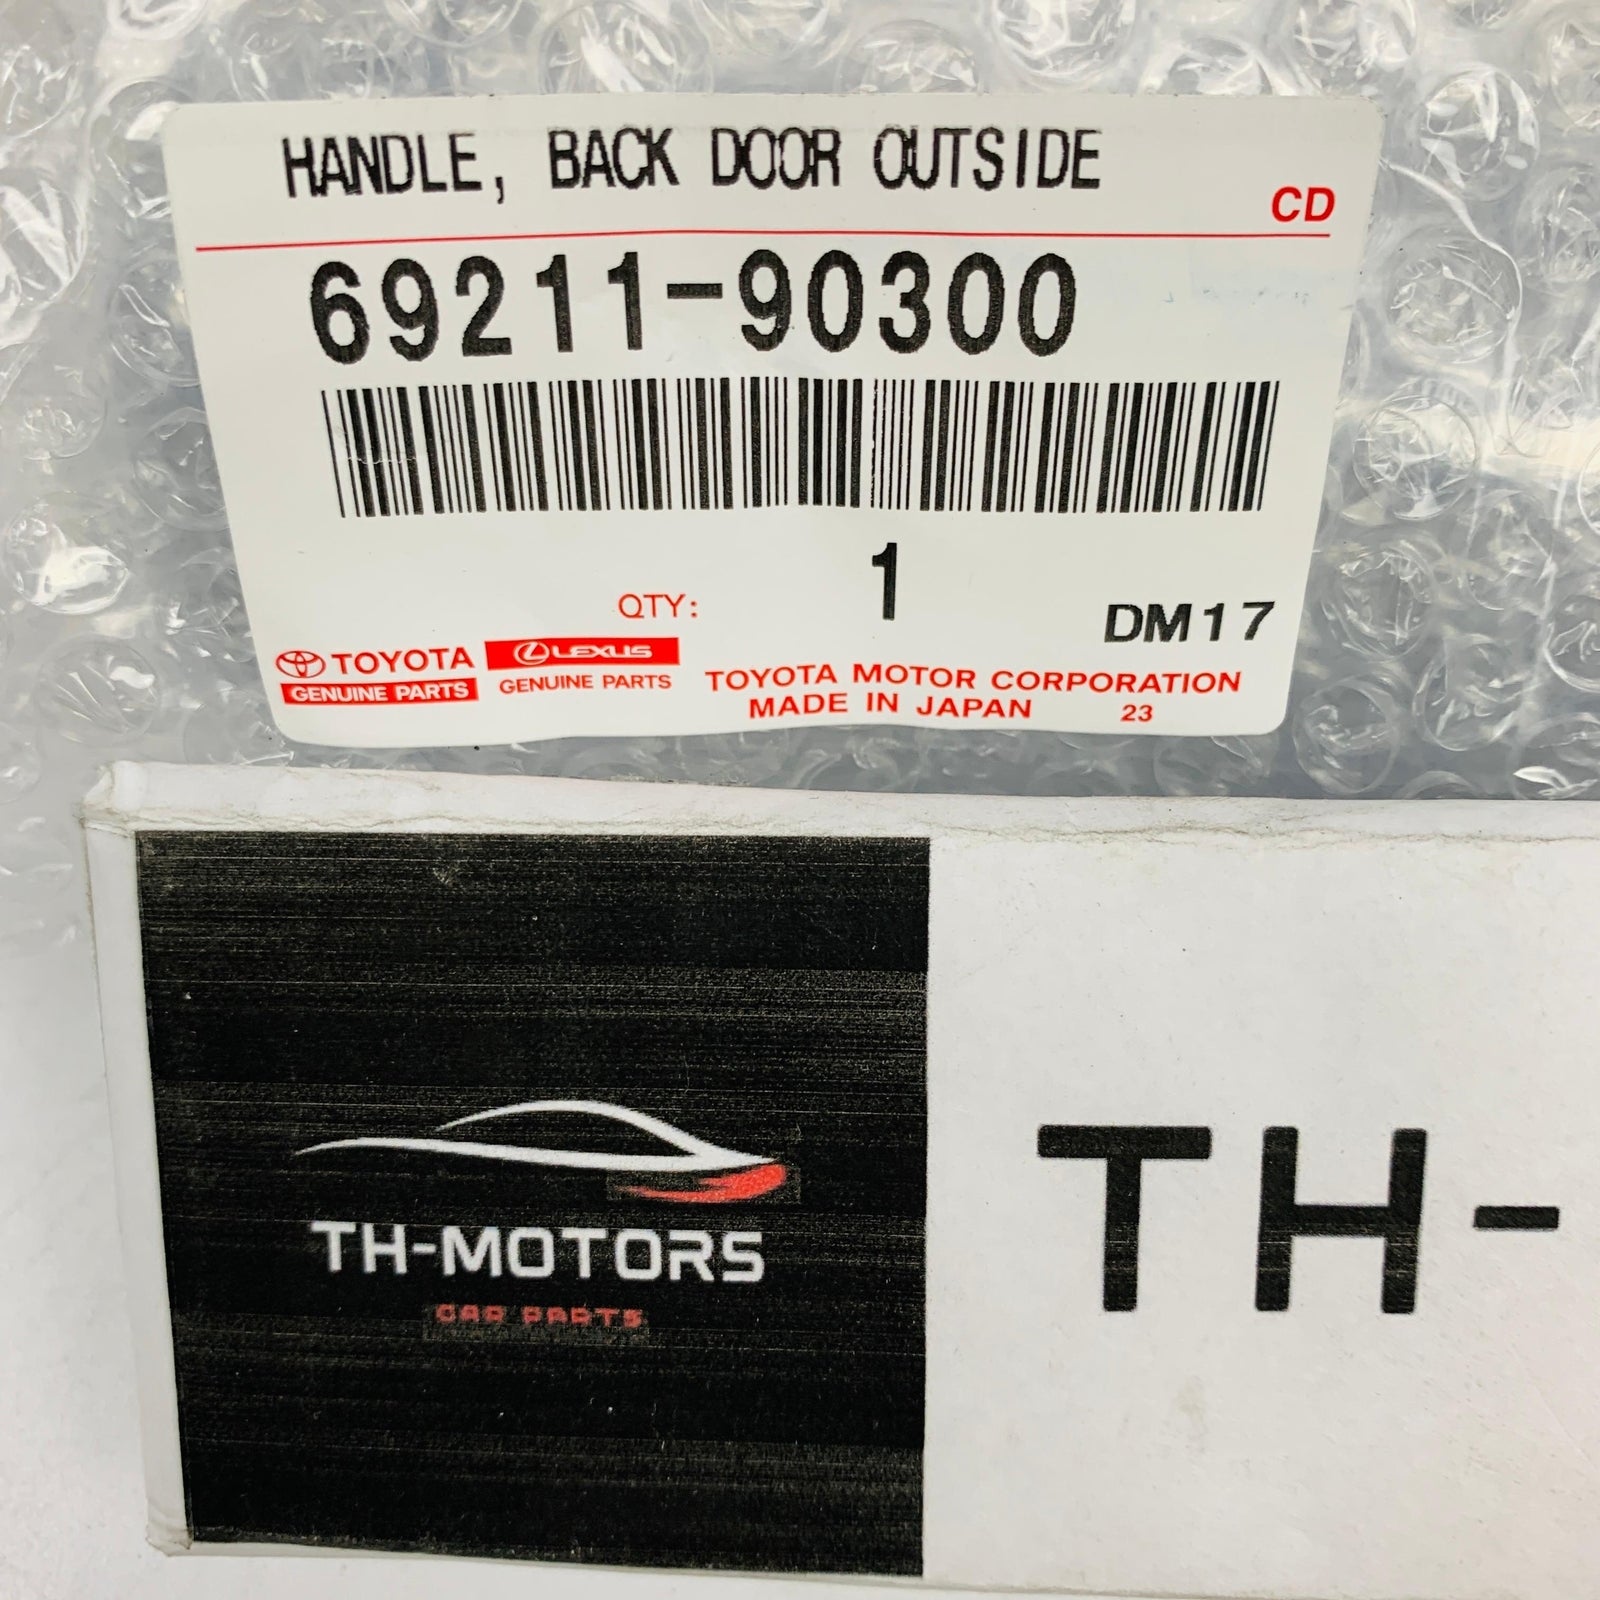 HANDLE, BACK DOOR OUTSIDE
CD
69211-90300
QTY: 1
DM17
TOYOTA
GENUINE PARTS
LEXUS
GENUINE PARTS
TOYOTA MOTOR CORPORATION
MADE IN JAPAN 23
TH-MOTORS
CAR PARTS
TH-